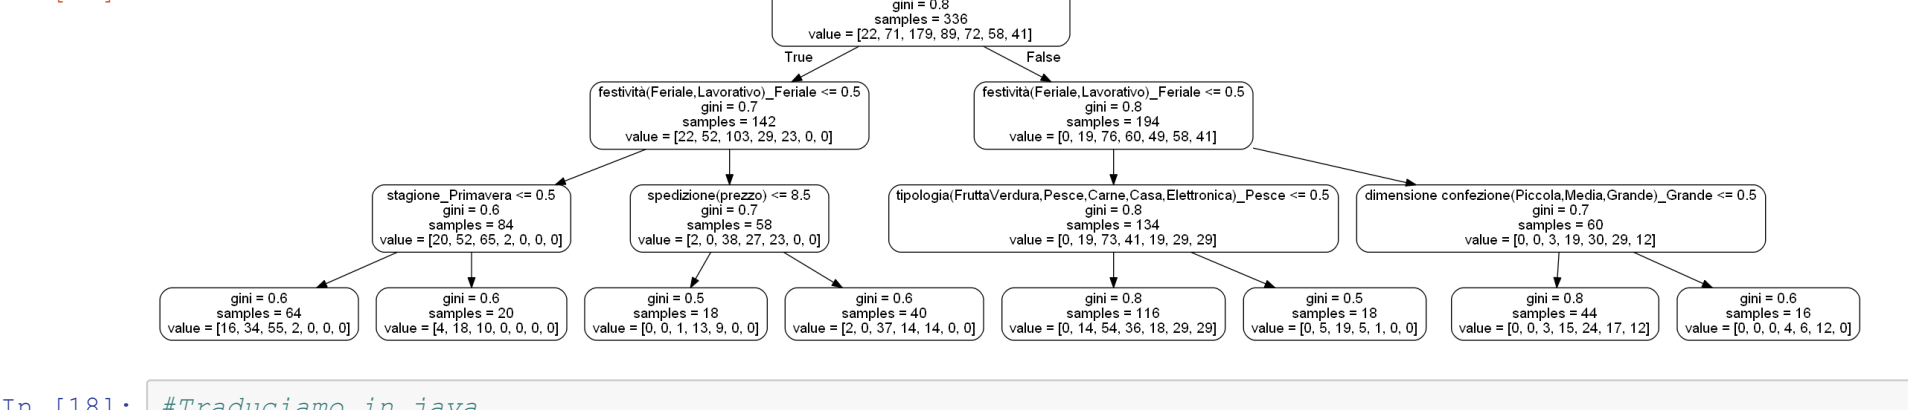 gini = 0.8
samples = 336
value = [22, 71, 179, 89, 72, 58, 41]
True
False
festività(Feriale,Lavorativo)_Feriale <= 0.5
gini = 0.7
samples = 142
value = [22, 52, 103, 29, 23, 0, 0]
festività(Feriale,Lavorativo)_Feriale <= 0.5
gini = 0.8
samples = 194
value = [0, 19, 76, 60, 49, 58, 41]
stagione_Primavera <= 0.5
gini = 0.6
samples = 84
value = [20, 52, 65, 2, 0, 0, 0]
spedizione(prezzo) <= 8.5
gini = 0.7
samples = 58
value = [2, 0, 38, 27, 23, 0, 0]
tipologia(FruttaVerdura,Pesce,Carne,Casa,Elettronica)_Pesce <= 0.5
gini = 0.8
samples = 134
value = [0, 19, 73, 41, 19, 29, 29]
dimensione confezione(Piccola,Media,Grande)_Grande <= 0.5
gini = 0.7
samples = 60
value = [0, 0, 3, 19, 30, 29, 12]
gini = 0.6
samples = 64
value = [16, 34, 55, 2, 0, 0, 0]
gini = 0.6
samples = 20
value = [4, 18, 10, 0, 0, 0, 0]
gini = 0.5
samples = 18
value = [0, 0, 1, 13, 9, 0, 0]
gini = 0.6
samples = 40
value = [2, 0, 37, 14, 14, 0, 0]
gini = 0.8
samples = 116
value = [0, 14, 54, 36, 18, 29, 29]
gini = 0.5
samples = 18
value = [0, 5, 19, 5, 1, 0, 0]
gini = 0.8
samples = 44
value = [0, 0, 3, 15, 24, 17, 12]
gini = 0.6
samples = 16
value = [0, 0, 0, 4, 6, 12, 0]
In [18]:
#Traduciamo in java